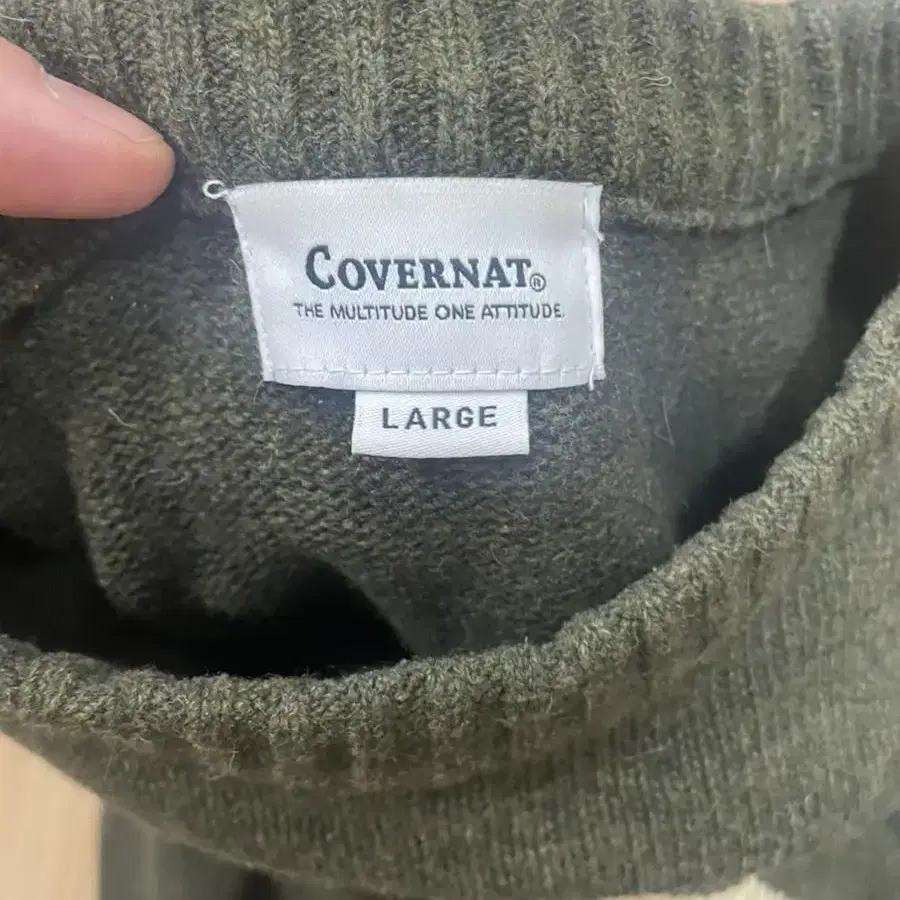 COVERNAT®
THE MULTITUDE ONE ATTITUDE.
LARGE